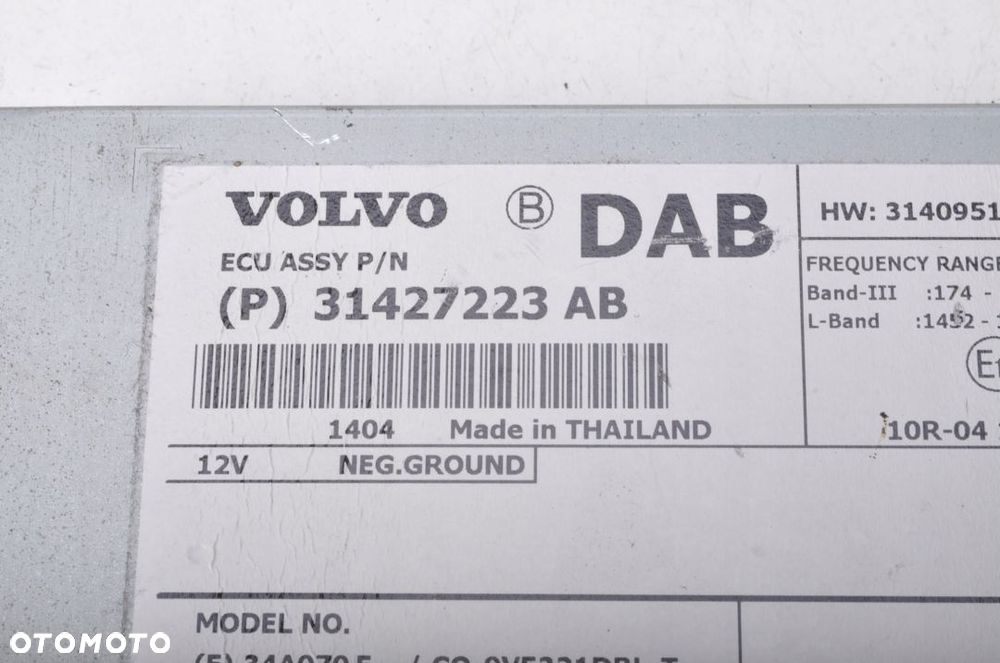 VOLVO B DAB
ECU ASSY P/N
(P) 31427223 AB
1404 Made in THAILAND
12V NEG.GROUND
HW: 3140951
FREQUENCY RANGE
Band-III :174 -
L-Band :1452 -
10R-04
MODEL NO.
OTOMOTO